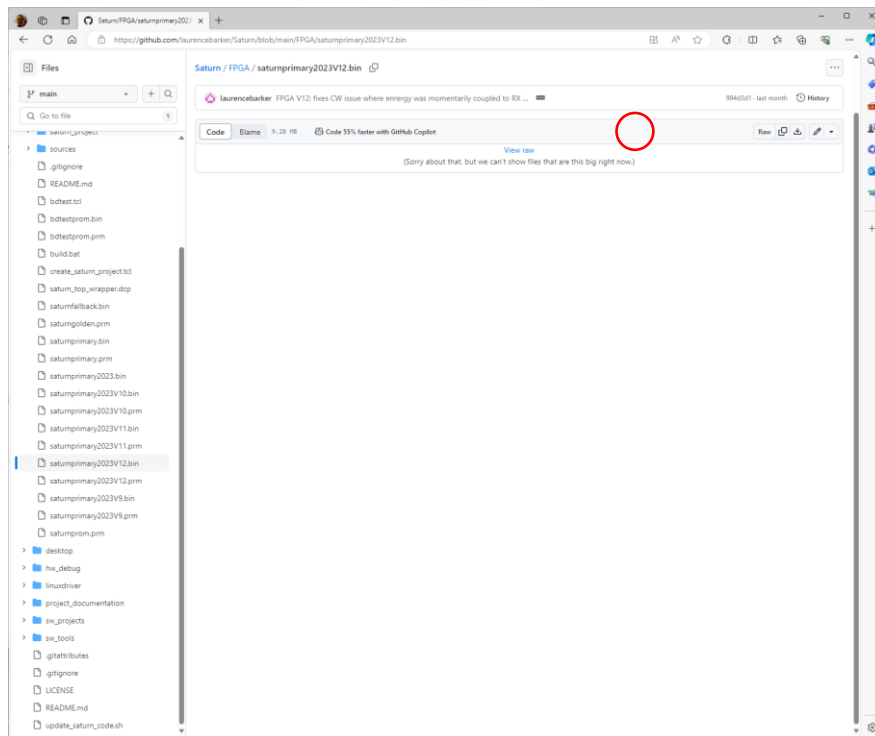 Saturn/FPGA/saturnprimary202
https://github.com/laurencebarker/Saturn/blob/main/FPGA/saturnprimary2023V12.bin
Files
main
Go to file
t
saturn_project
sources
.gitignore
README.md
bdtest.tcl
bdtestprom.bin
bdtestprom.prm
build.bat
create_saturn_project.tcl
saturn_top_wrapper.dcp
saturnfallback.bin
saturngolden.prm
saturnprimary.bin
saturnprimary.prm
saturnprimary2023.bin
saturnprimary2023V10.bin
saturnprimary2023V10.prm
saturnprimary2023V11.bin
saturnprimary2023V11.prm
saturnprimary2023V12.bin
saturnprimary2023V12.prm
saturnprimary2023V9.bin
saturnprimary2023V9.prm
saturnprom.prm
desktop
hw_debug
linuxdriver
project_documentation
sw_projects
sw_tools
.gitattributes
.gitignore
LICENSE
README.md
update_saturn_code.sh
Saturn / FPGA / saturnprimary2023V12.bin
laurencebarker FPGA V12: fixes CW issue where enrergy was momentarily coupled to RX ... 994d3d1 · last month History
Code Blame 9.28 MB Code 55% faster with GitHub Copilot Raw
View raw
(Sorry about that, but we can't show files that are this big right now.)